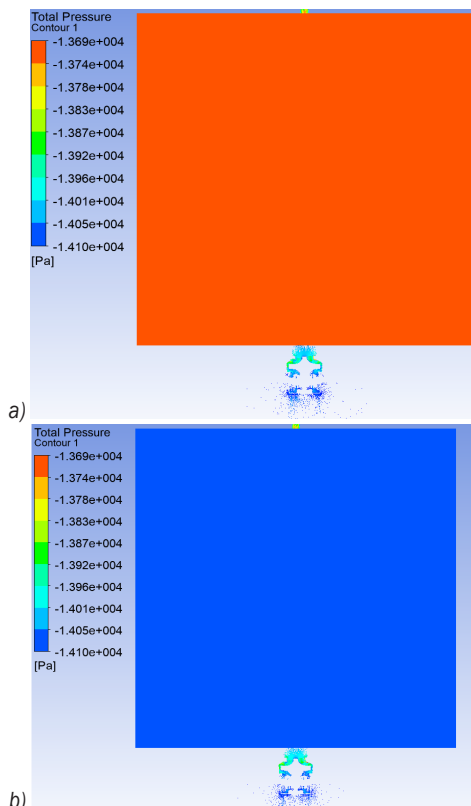 Total Pressure
Contour 1
-1.369e+004
-1.374e+004
-1.378e+004
-1.383e+004
-1.387e+004
-1.392e+004
-1.396e+004
-1.401e+004
-1.405e+004
-1.410e+004
[Pa]
a)
Total Pressure
Contour 1
-1.369e+004
-1.374e+004
-1.378e+004
-1.383e+004
-1.387e+004
-1.392e+004
-1.396e+004
-1.401e+004
-1.405e+004
-1.410e+004
[Pa]
b)